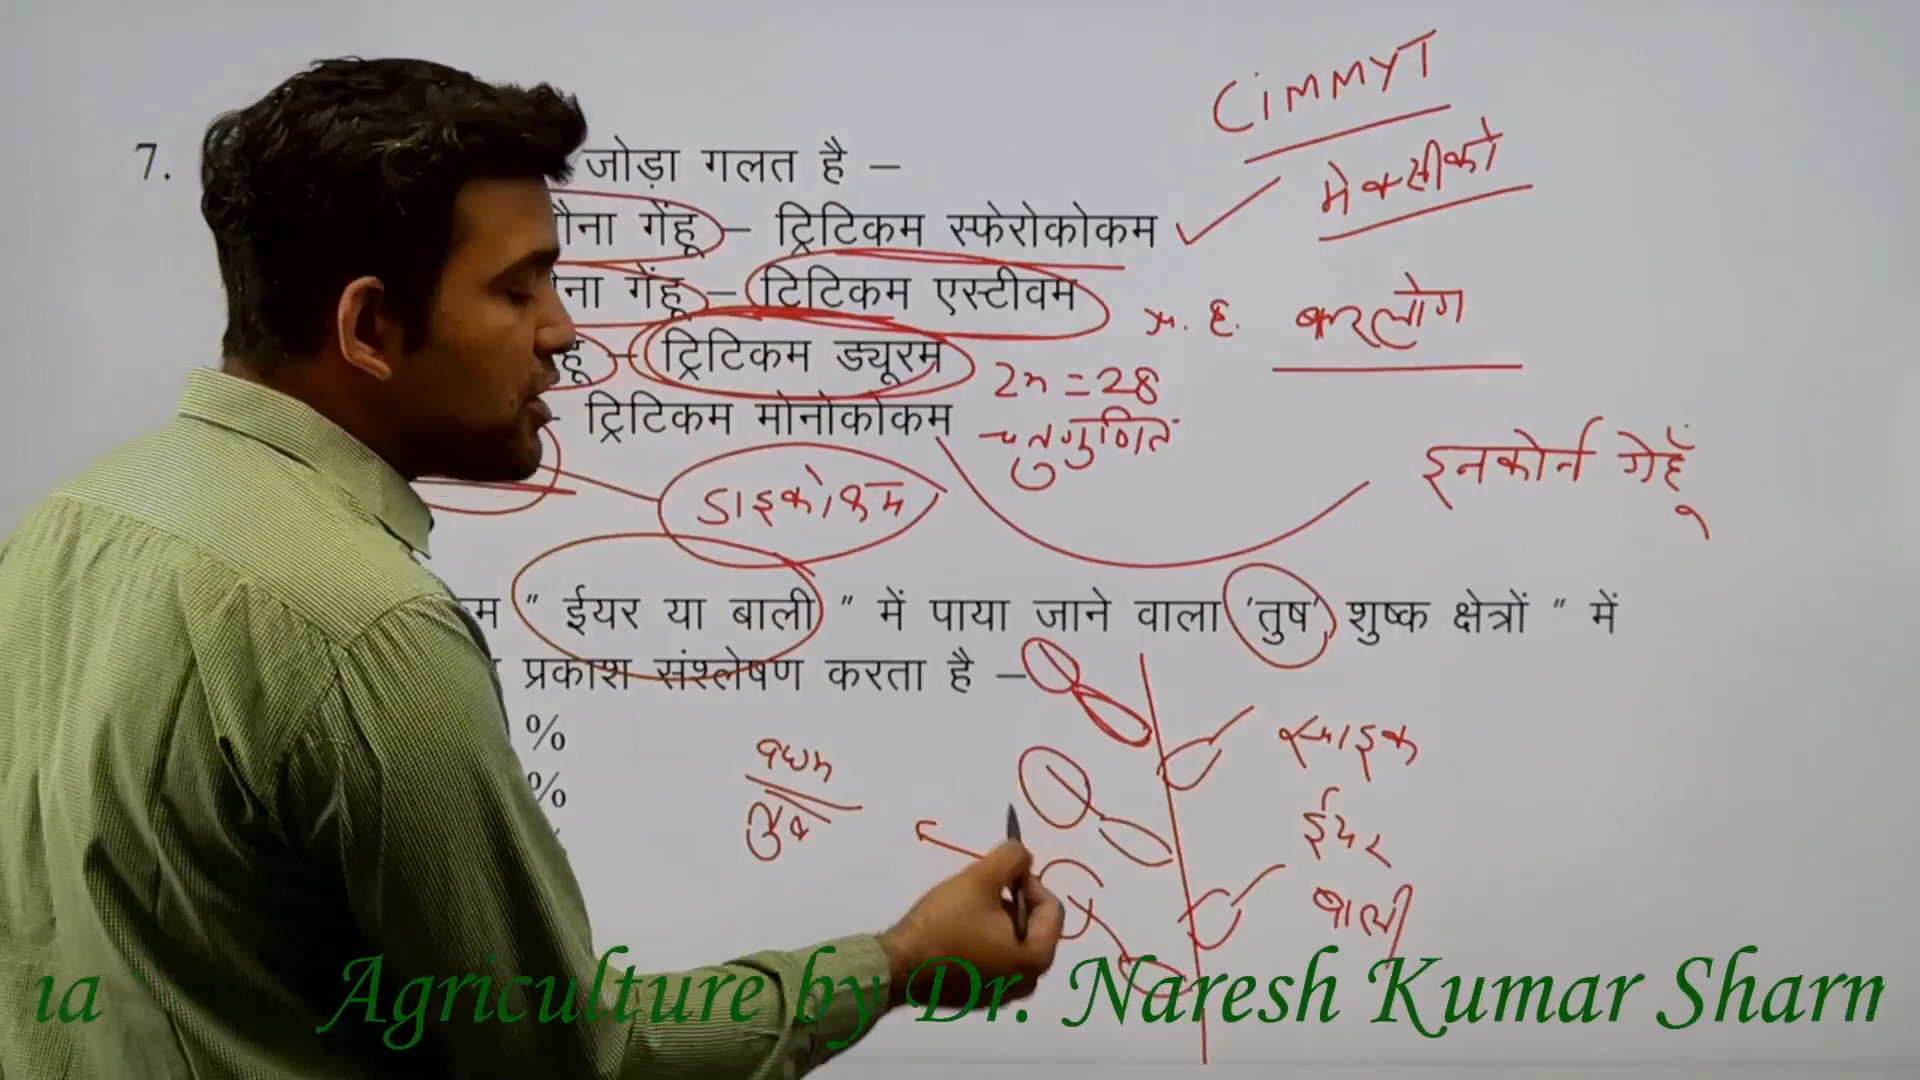 7. जोड़ा गलत है –
गेंहू – ट्रिटिकम स्फेरोकोकम
गेंहू – टिटिकम एस्टीवम
– ट्रिटिकम ड्यूरम
– ट्रिटिकम मोनोकोकम
CimmyT
मेक्सीको
बारलोग
2n = 28
चतुगुणित
डाइकोकम
इनकोर्न गेहूँ
" ईयर या बाली " में पाया जाने वाला 'तुष' शुष्क क्षेत्रों " में
प्रकाश संश्लेषण करता है –
%
%
स्पाइक
ईयर
बाली
तुष
ia Agriculture by Dr. Naresh Kumar Sharm